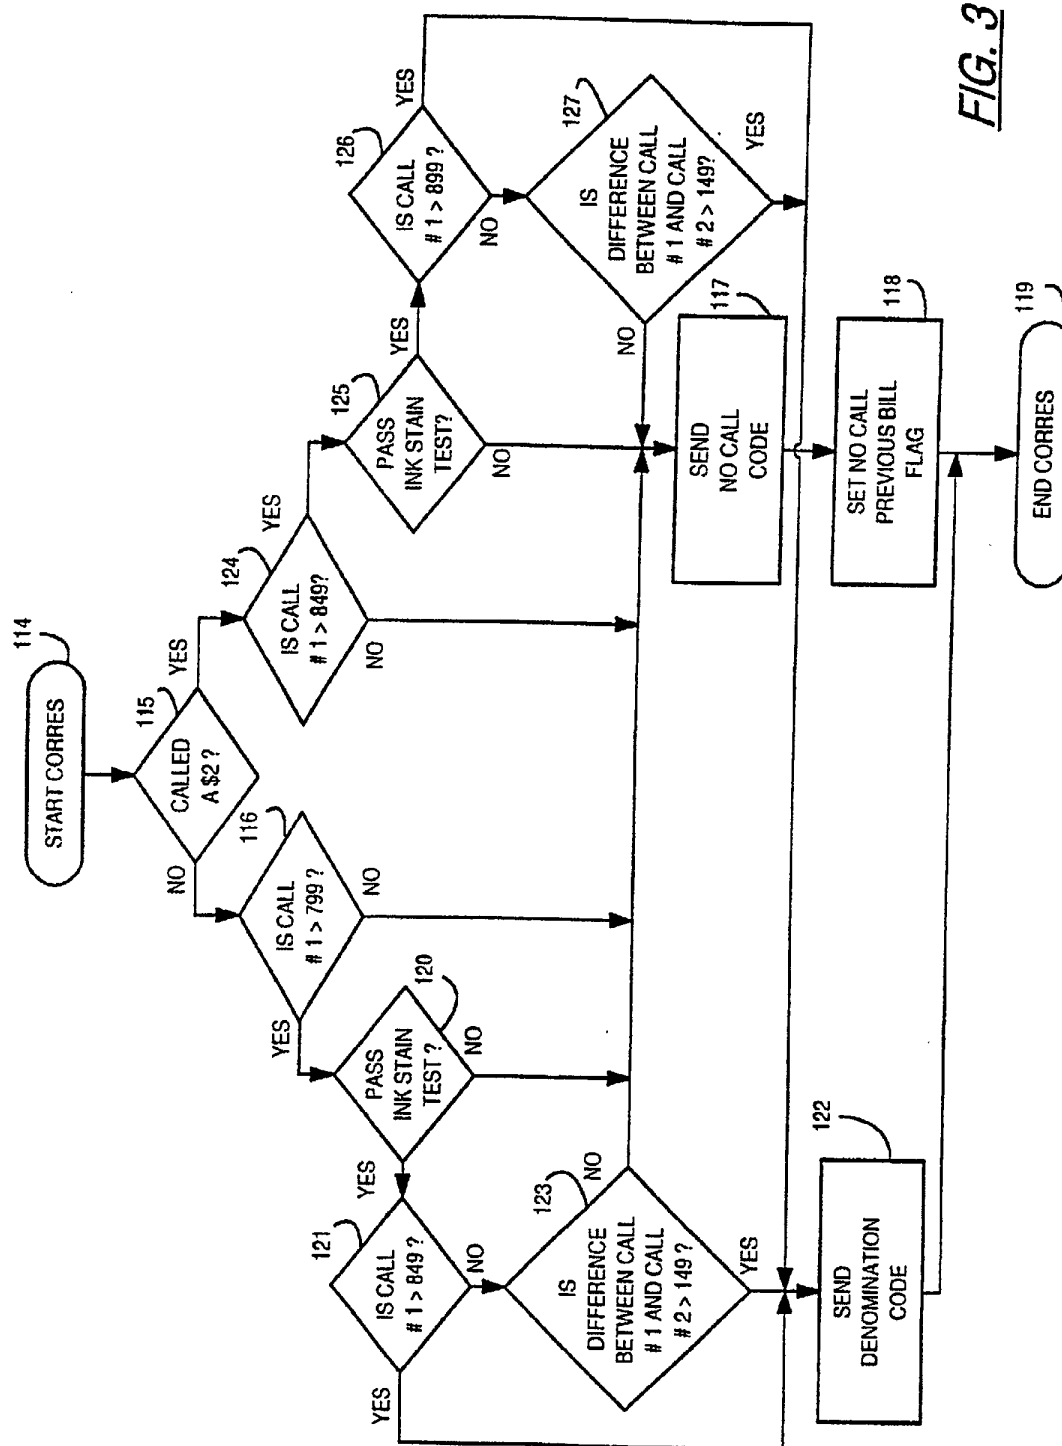 START CORRES
114
CALLED
A $2 ?
115
NO
YES
IS CALL
# 1 > 799 ?
116
YES
NO
IS CALL
# 1 > 849?
124
YES
NO
PASS
INK STAIN
TEST ?
120
YES
NO
PASS
INK STAIN
TEST?
125
YES
NO
IS CALL
# 1 > 849 ?
121
YES
NO
IS CALL
# 1 > 899 ?
126
YES
NO
IS
DIFFERENCE
BETWEEN CALL
# 1 AND CALL
# 2 > 149 ?
123
NO
YES
IS
DIFFERENCE
BETWEEN CALL
# 1 AND CALL
# 2 > 149?
127
NO
YES
SEND
NO CALL
CODE
117
SEND
DENOMINATION
CODE
122
SET NO CALL
PREVIOUS BILL
FLAG
118
END CORRES
119
FIG. 3